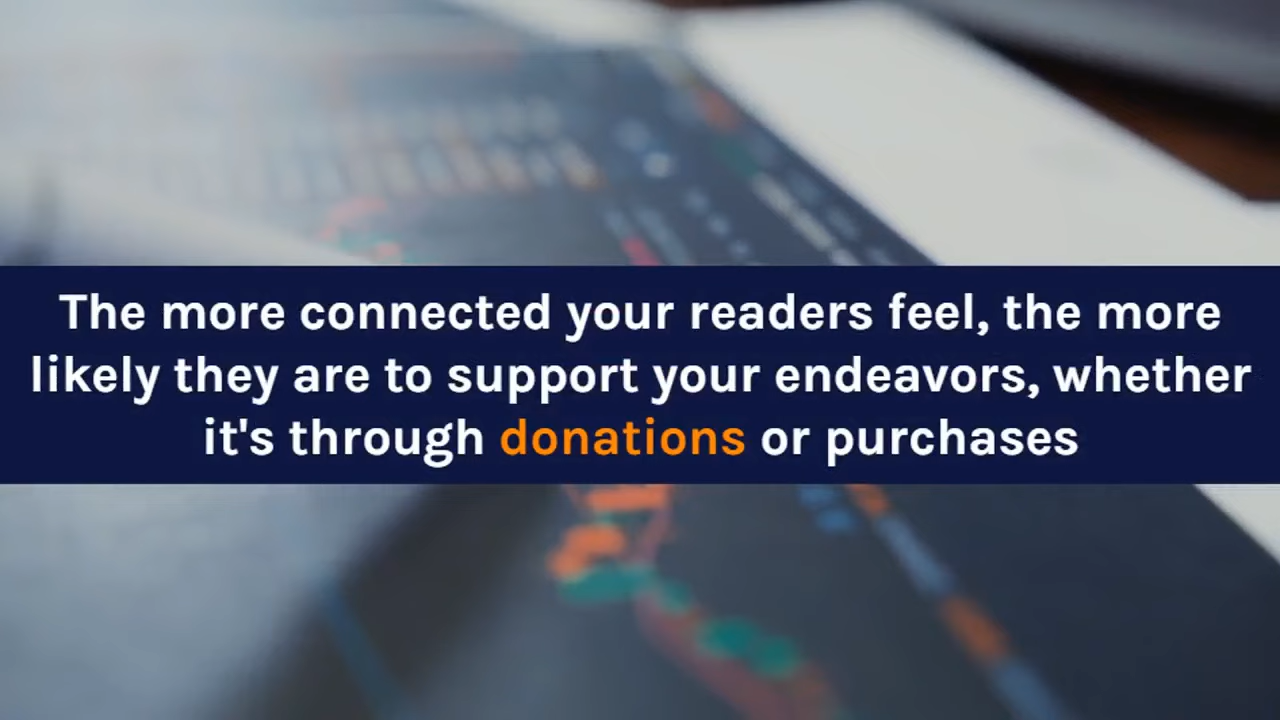 The more connected your readers feel, the more
likely they are to support your endeavors, whether
it's through donations or purchases